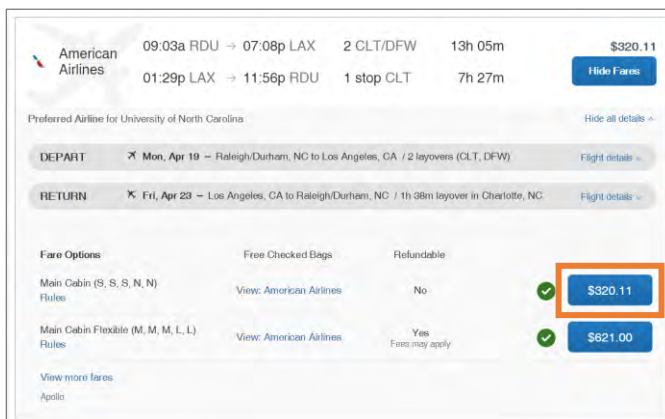 American Airlines 09:03a RDU → 07:08p LAX 2 CLT/DFW 13h 05m $320.11
01:29p LAX → 11:56p RDU 1 stop CLT 7h 27m Hide Fares
Preferred Airline for University of North Carolina Hide all details
DEPART Mon, Apr 19 – Raleigh/Durham, NC to Los Angeles, CA / 2 layovers (CLT, DFW) Flight details
RETURN Fri, Apr 23 – Los Angeles, CA to Raleigh/Durham, NC / 1h 38m layover in Charlotte, NC Flight details
Fare Options Free Checked Bags Refundable
Main Cabin (S, S, S, N, N) View: American Airlines No $320.11
Rules
Main Cabin Flexible (M, M, M, L, L) View: American Airlines Yes $621.00
Rules Fees may apply
View more fares
Apollo